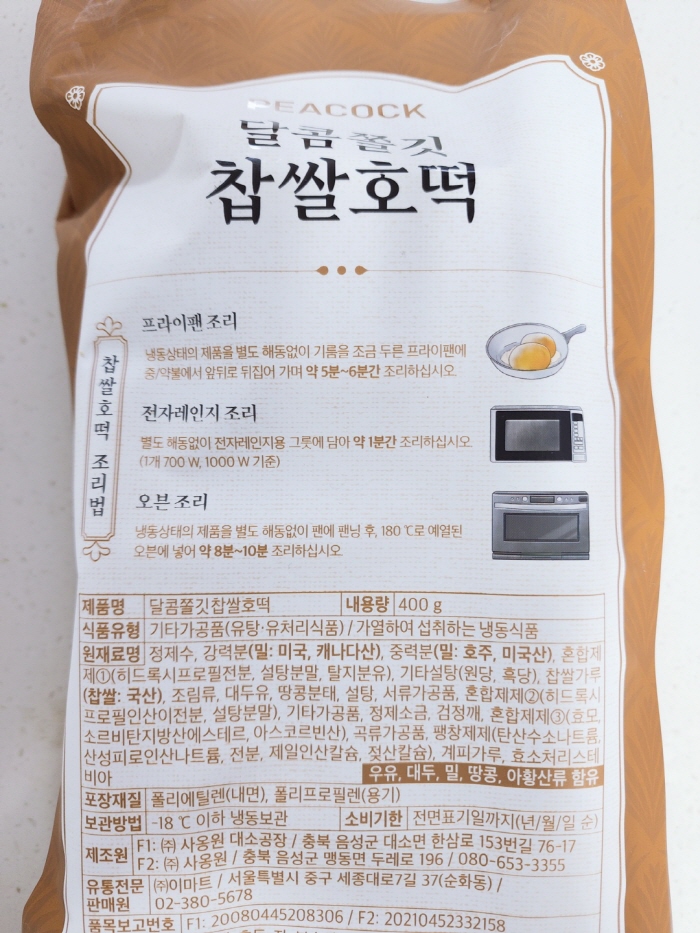 PEACOCK
달콤쫄깃
찹쌀호떡
찹쌀호떡 조리법
프라이팬 조리
냉동상태의 제품을 별도 해동없이 기름을 조금 두른 프라이팬에
중/약불에서 앞뒤로 뒤집어 가며 약 5분~6분간 조리하십시오.
전자레인지 조리
별도 해동없이 전자레인지용 그릇에 담아 약 1분간 조리하십시오.
(1개 700 W, 1000 W 기준)
오븐 조리
냉동상태의 제품을 별도 해동없이 팬에 팬닝 후, 180 ℃로 예열된
오븐에 넣어 약 8분~10분 조리하십시오.
제품명 달콤쫄깃찹쌀호떡 내용량 400 g
식품유형 기타가공품(유탕·유처리식품) / 가열하여 섭취하는 냉동식품
원재료명 정제수, 강력분(밀: 미국, 캐나다산), 중력분(밀: 호주, 미국산), 혼합제
제①(히드록시프로필전분, 설탕분말, 탈지분유), 기타설탕(원당, 흑당), 찹쌀가루
(찹쌀: 국산), 조림류, 대두유, 땅콩분태, 설탕, 서류가공품, 혼합제제②(히드록시
프로필인산이전분, 설탕분말), 기타가공품, 정제소금, 검정깨, 혼합제제③(효모,
소르비탄지방산에스테르, 아스코르빈산), 곡류가공품, 팽창제제(탄산수소나트륨,
산성피로인산나트륨, 전분, 제일인산칼슘, 젖산칼슘), 계피가루, 효소처리스테
비아 우유, 대두, 밀, 땅콩, 아황산류 함유
포장재질 폴리에틸렌(내면), 폴리프로필렌(용기)
보관방법 -18 ℃ 이하 냉동보관 소비기한 전면표기일까지(년/월/일 순)
제조원 F1: ㈜ 사옹원 대소공장 / 충북 음성군 대소면 한삼로 153번길 76-17
F2: ㈜ 사옹원 / 충북 음성군 맹동면 두레로 196 / 080-653-3355
유통전문판매원 ㈜이마트 / 서울특별시 중구 세종대로7길 37(순화동) /
02-380-5678
품목보고번호 F1: 20080445208306 / F2: 20210452332158